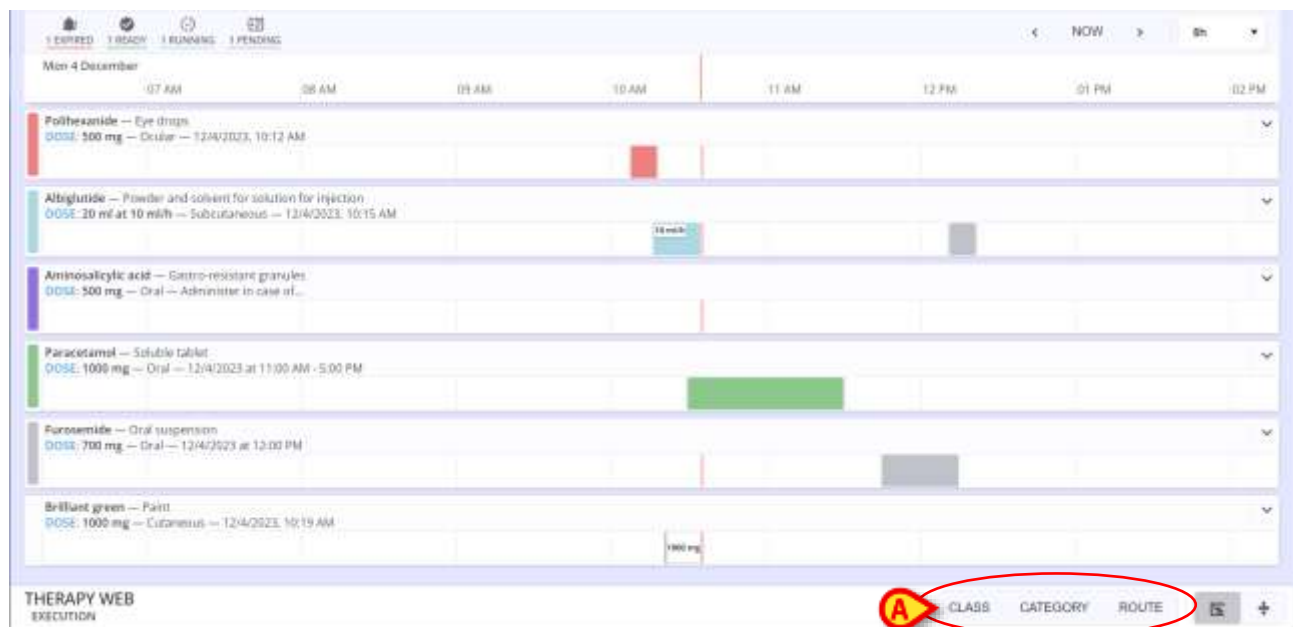 1 EXPIRED 1 READY 1 RUNNING 1 PENDING
< NOW > 8h
Mon 4 December
07 AM 08 AM 09 AM 10 AM 11 AM 12 PM 01 PM 02 PM
Polihexanide — Eye drops
DOSE: 500 mg — Ocular — 12/4/2023, 10:12 AM
Albiglutide — Powder and solvent for solution for injection
DOSE: 20 ml at 10 ml/h — Subcutaneous — 12/4/2023, 10:15 AM
10 ml/h
Aminosalicylic acid — Gastro-resistant granules
DOSE: 500 mg — Oral — Administer in case of...
Paracetamol — Soluble tablet
DOSE: 1000 mg — Oral — 12/4/2023 at 11:00 AM - 5:00 PM
Furosemide — Oral suspension
DOSE: 700 mg — Oral — 12/4/2023 at 12:00 PM
Brilliant green — Paint
DOSE: 1000 mg — Cutaneous — 12/4/2023, 10:19 AM
1000 mg
THERAPY WEB
EXECUTION
A CLASS CATEGORY ROUTE